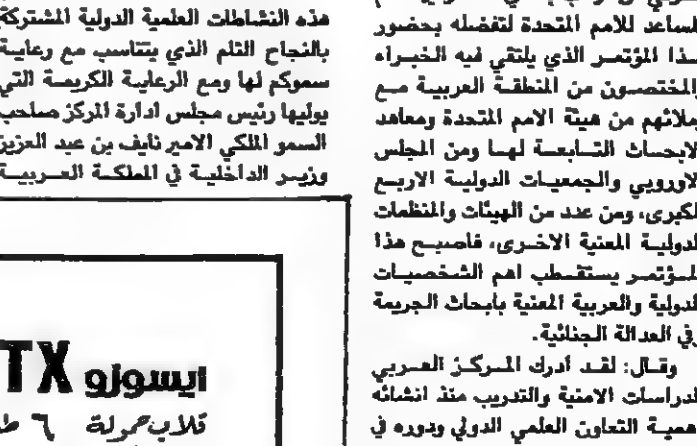 لساعد للامم المتحدة لتفضله بحضور
هذا المؤتمر الذي يلتقي فيه الخبراء
والمختصون من المنطقة العربية مع
زملائهم من هيئة الامم المتحدة ومعاهد
الابحاث التابعة لها ومن المجلس
الاوروبي والجمعيات الدولية الاربع
الكبرى، ومن عدد من الهيئات والمنظمات
الدولية المعنية الاخرى، فاصبح هذا
المؤتمر يستقطب اهم الشخصيات
الدولية والعربية المعنية بابحاث الجريمة
وفي العدالة الجنائية.
وقال: لقد أدرك المركز العربي
للدراسات الامنية والتدريب منذ انشائه
اهمية التعاون العلمي الدولي ودوره في
هذه النشاطات العلمية الدولية المشتركة
بالنجاح التام الذي يتناسب مع رعاية
سموكم لها ومع الرعاية الكريمة التي
يوليها رئيس مجلس ادارة المركز صاحب
السمو الملكي الامير نايف بن عبد العزيز
وزير الداخلية في المملكة العربية
ايسوزو TX
قلاب حمولة ٦ ط